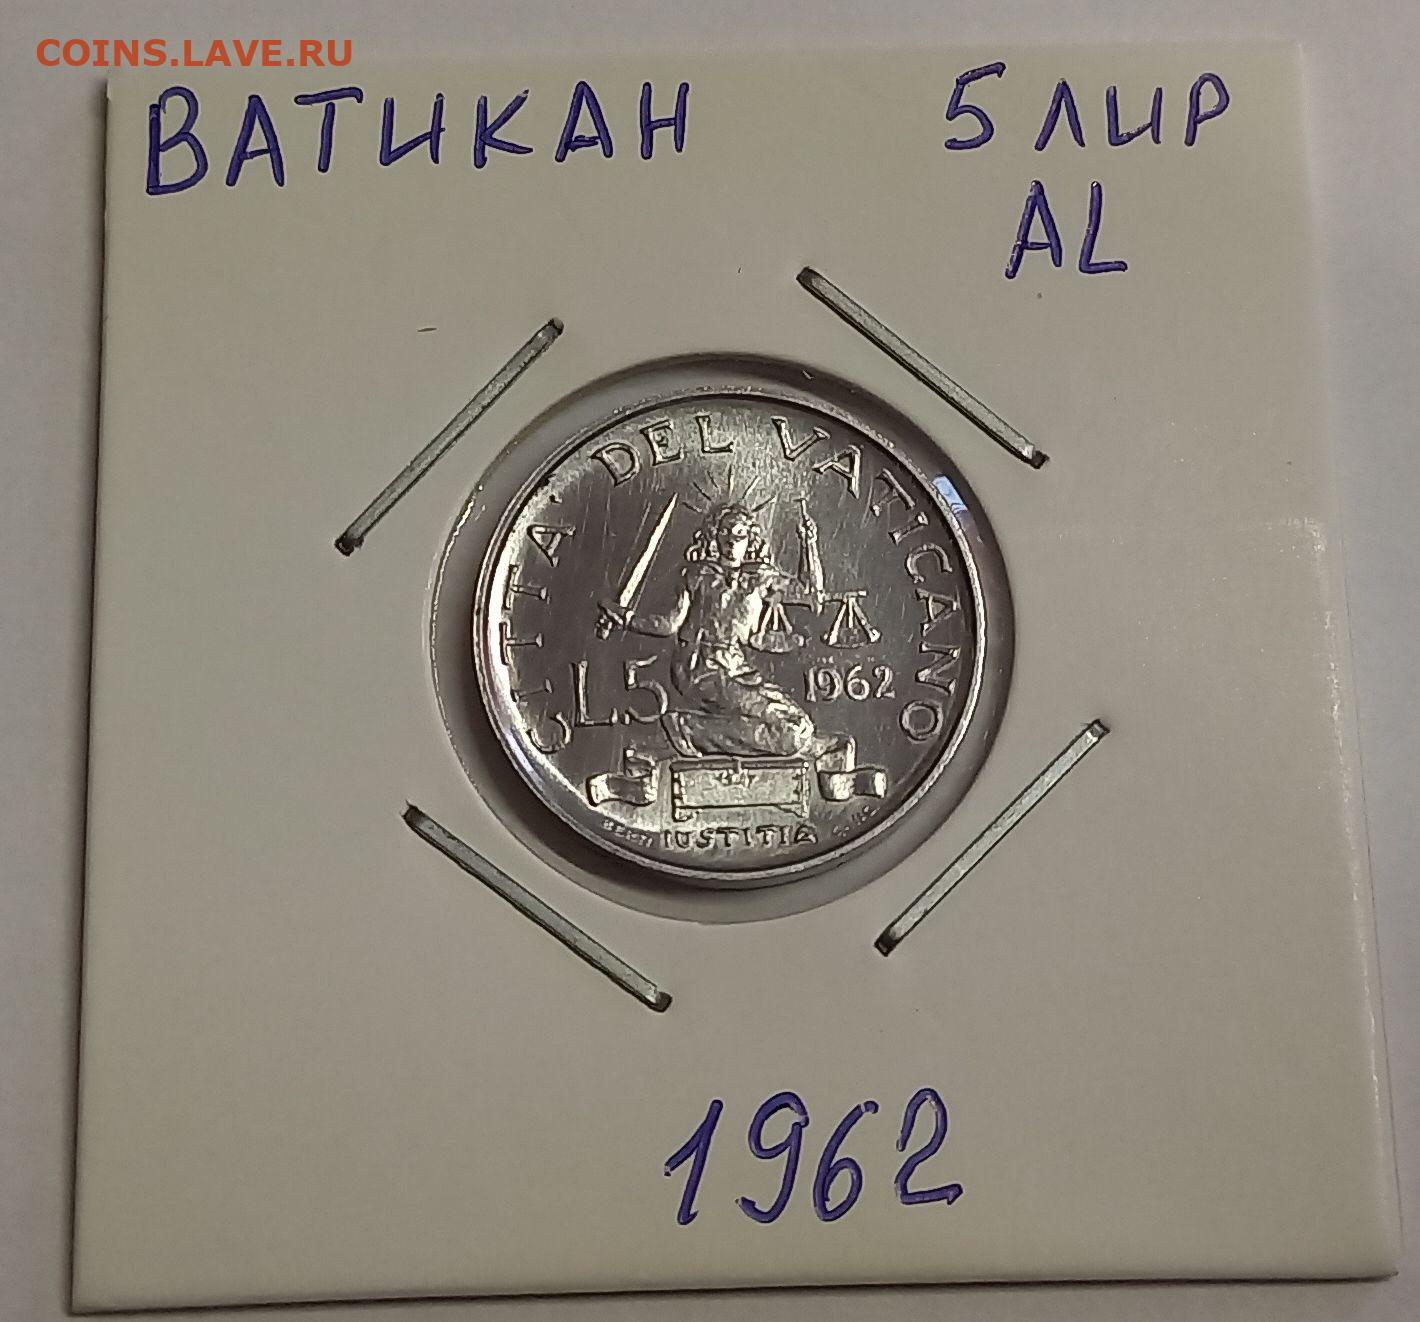 COINS.LAVE.RU
ВАТИКАН
5 ЛИР
AL
CITTA' DEL VATICANO
L.5
1962
IUSTITIA
1962